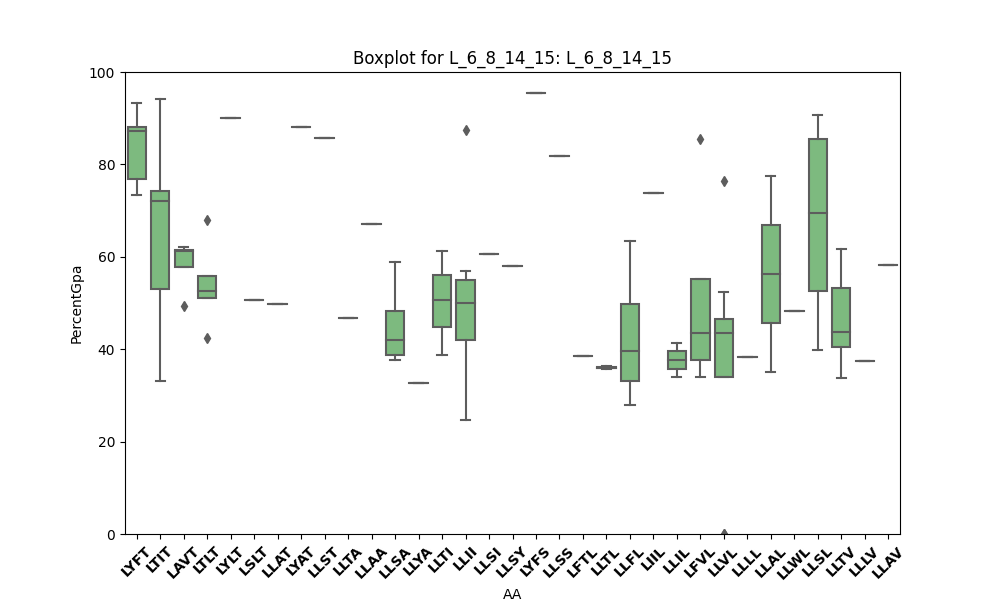 Boxplot for L_6_8_14_15: L_6_8_14_15
PercentGpa
100
80
60
40
20
0
LYFT LTIT LAVT LTLT LYLT LSLT LLAT LYAT LLST LLTA LLAA LLSA LLYA LLTI LLII LLSI LLSY LYFS LLSS LFTL LLTL LLFL LIIL LLIL LFVL LLVL LLLL LLAL LLWL LLSL LLTV LLLV LLAV
AA